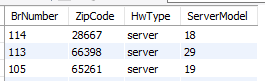 BrNumber ZipCode HwType ServerModel
114 28667 server 18
113 66398 server 29
105 65261 server 19